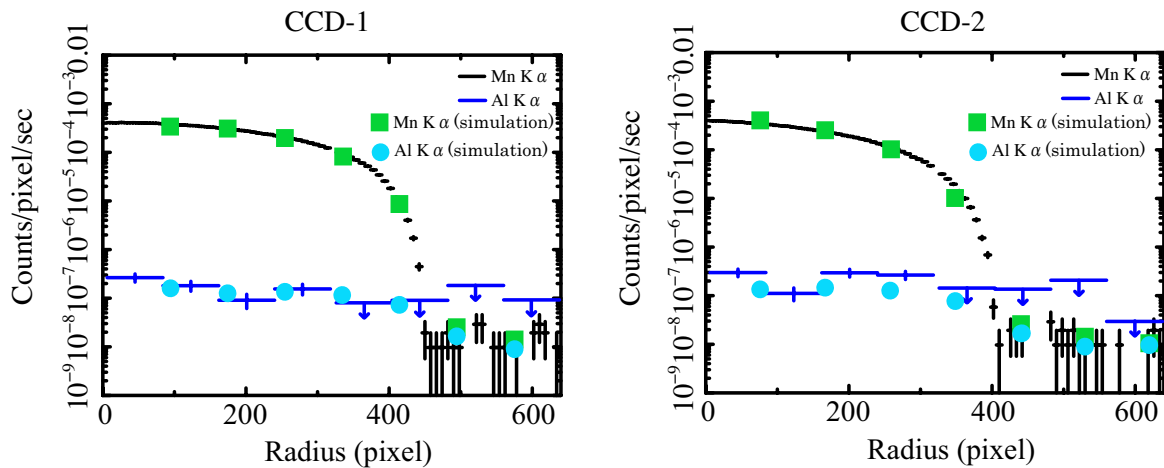 CCD-1
Counts/pixel/sec
10⁻⁹ 10⁻⁸ 10⁻⁷ 10⁻⁶ 10⁻⁵ 10⁻⁴ 10⁻³ 0.01
Mn K α
Al K α
Mn K α (simulation)
Al K α (simulation)
0 200 400 600
Radius (pixel)
CCD-2
Counts/pixel/sec
10⁻⁹ 10⁻⁸ 10⁻⁷ 10⁻⁶ 10⁻⁵ 10⁻⁴ 10⁻³ 0.01
Mn K α
Al K α
Mn K α (simulation)
Al K α (simulation)
0 200 400 600
Radius (pixel)